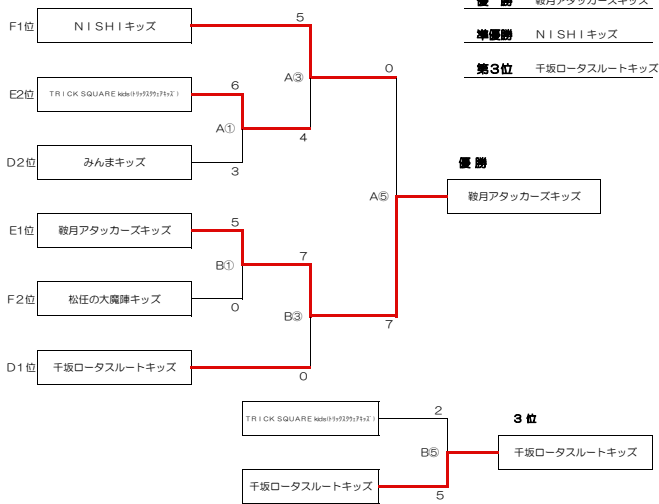 優 勝 鞍月アタッカーズキッズ
準優勝 ＮＩＳＨＩキッズ
第3位 千坂ロータスルートキッズ
F1位 ＮＩＳＨＩキッズ 5
A③ 0
E2位 TRICK SQUARE kids(ﾄﾘｯｸｽｸｳｪｱｷｯｽﾞ) 6
A① 4
D2位 みんまキッズ 3
優 勝
A⑤ 鞍月アタッカーズキッズ
E1位 鞍月アタッカーズキッズ 5
B① 7
F2位 松任の大魔陣キッズ 0
B③ 7
D1位 千坂ロータスルートキッズ 0
TRICK SQUARE kids(ﾄﾘｯｸｽｸｳｪｱｷｯｽﾞ) 2 3 位
B⑤ 千坂ロータスルートキッズ
千坂ロータスルートキッズ 5